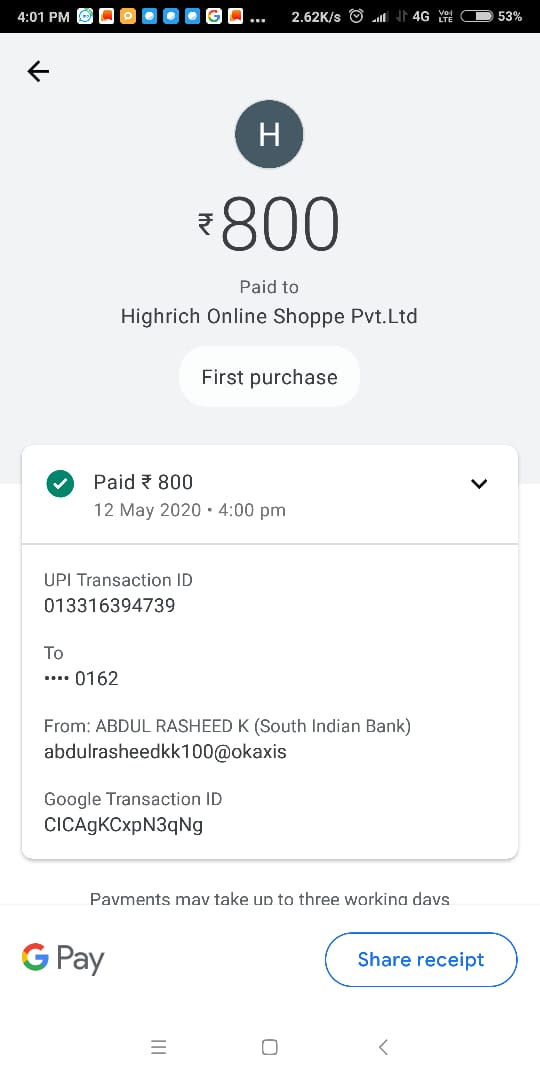 4:01 PM ... 2.62K/s 4G VoLTE 53%
H
₹800
Paid to
Highrich Online Shoppe Pvt.Ltd
First purchase
Paid ₹ 800
12 May 2020 • 4:00 pm
UPI Transaction ID
013316394739
To
•••• 0162
From: ABDUL RASHEED K (South Indian Bank)
abdulrasheedkk100@okaxis
Google Transaction ID
CICAgKCxpN3qNg
Payments may take up to three working days
G Pay
Share receipt